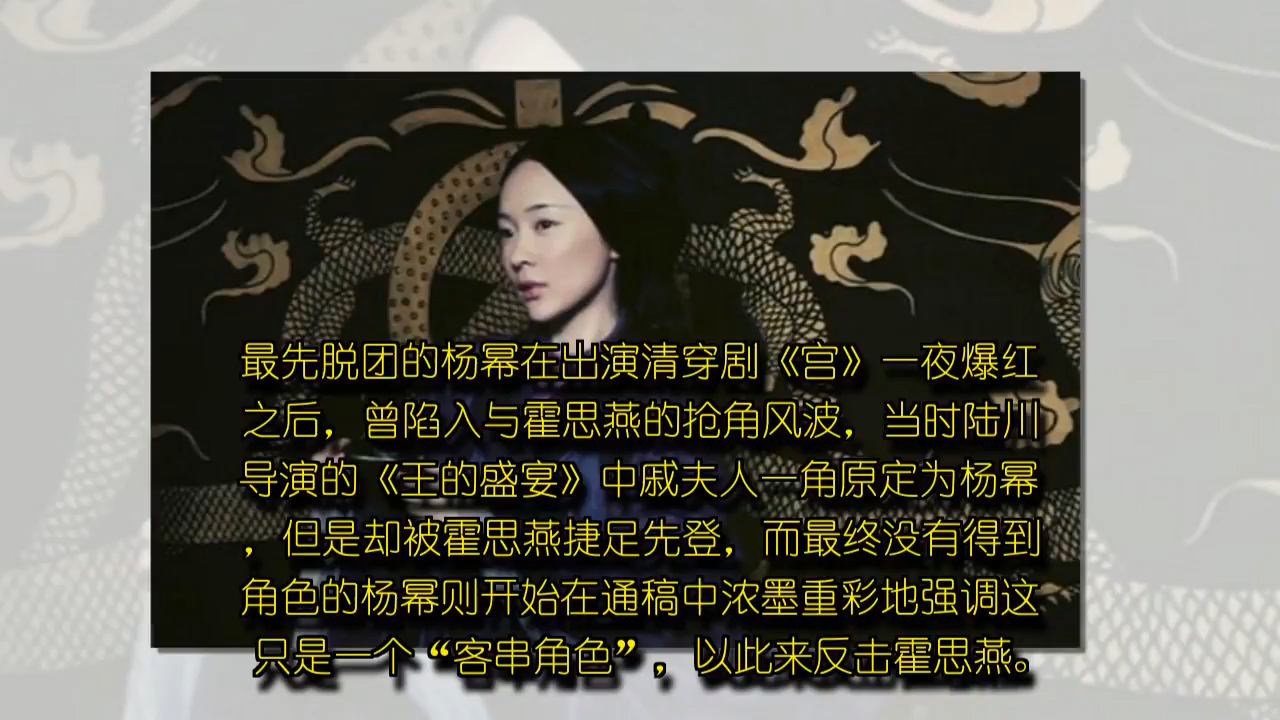 最先脱团的杨幂在出演清穿剧《宫》一夜爆红
之后，曾陷入与霍思燕的抢角风波，当时陆川
导演的《王的盛宴》中戚夫人一角原定为杨幂
，但是却被霍思燕捷足先登，而最终没有得到
角色的杨幂则开始在通稿中浓墨重彩地强调这
只是一个“客串角色”，以此来反击霍思燕。